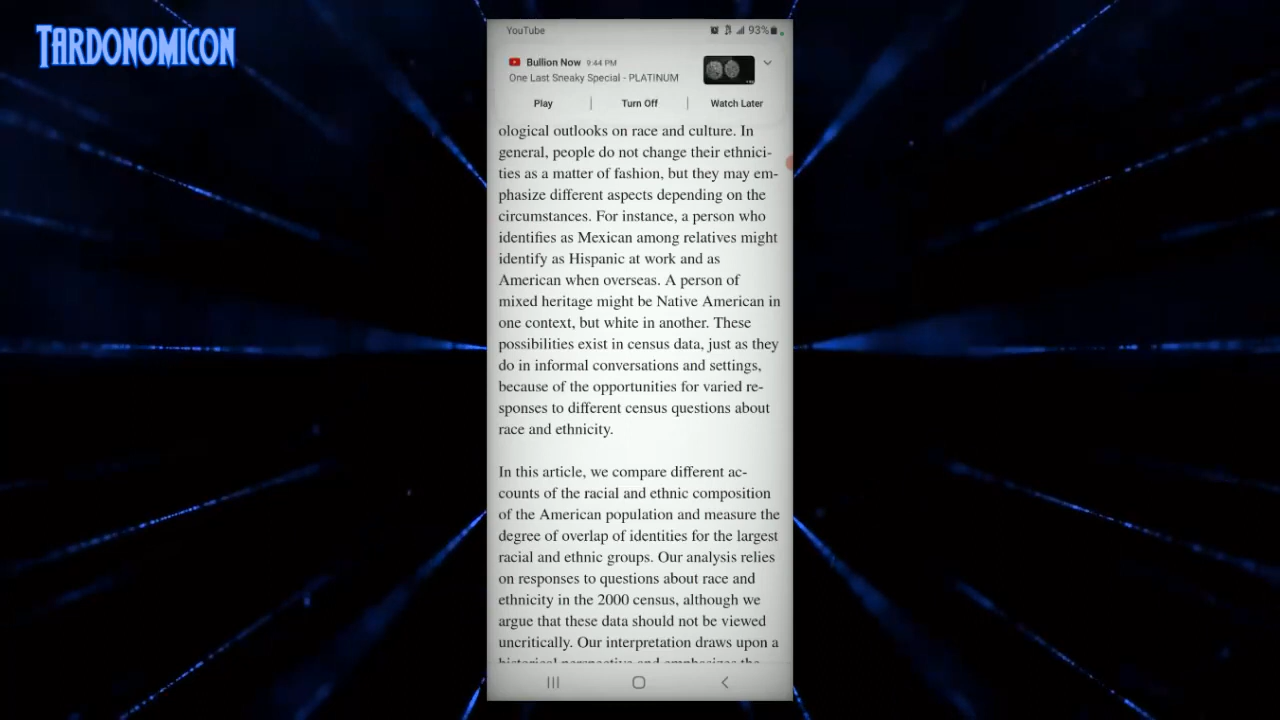 TARDONOMICON
YouTube
93%
Bullion Now 9:44 PM
One Last Sneaky Special - PLATINUM
Play | Turn Off | Watch Later
ological outlooks on race and culture. In
general, people do not change their ethnici-
ties as a matter of fashion, but they may em-
phasize different aspects depending on the
circumstances. For instance, a person who
identifies as Mexican among relatives might
identify as Hispanic at work and as
American when overseas. A person of
mixed heritage might be Native American in
one context, but white in another. These
possibilities exist in census data, just as they
do in informal conversations and settings,
because of the opportunities for varied re-
sponses to different census questions about
race and ethnicity.
In this article, we compare different ac-
counts of the racial and ethnic composition
of the American population and measure the
degree of overlap of identities for the largest
racial and ethnic groups. Our analysis relies
on responses to questions about race and
ethnicity in the 2000 census, although we
argue that these data should not be viewed
uncritically. Our interpretation draws upon a
historical perspective and emphasizes the